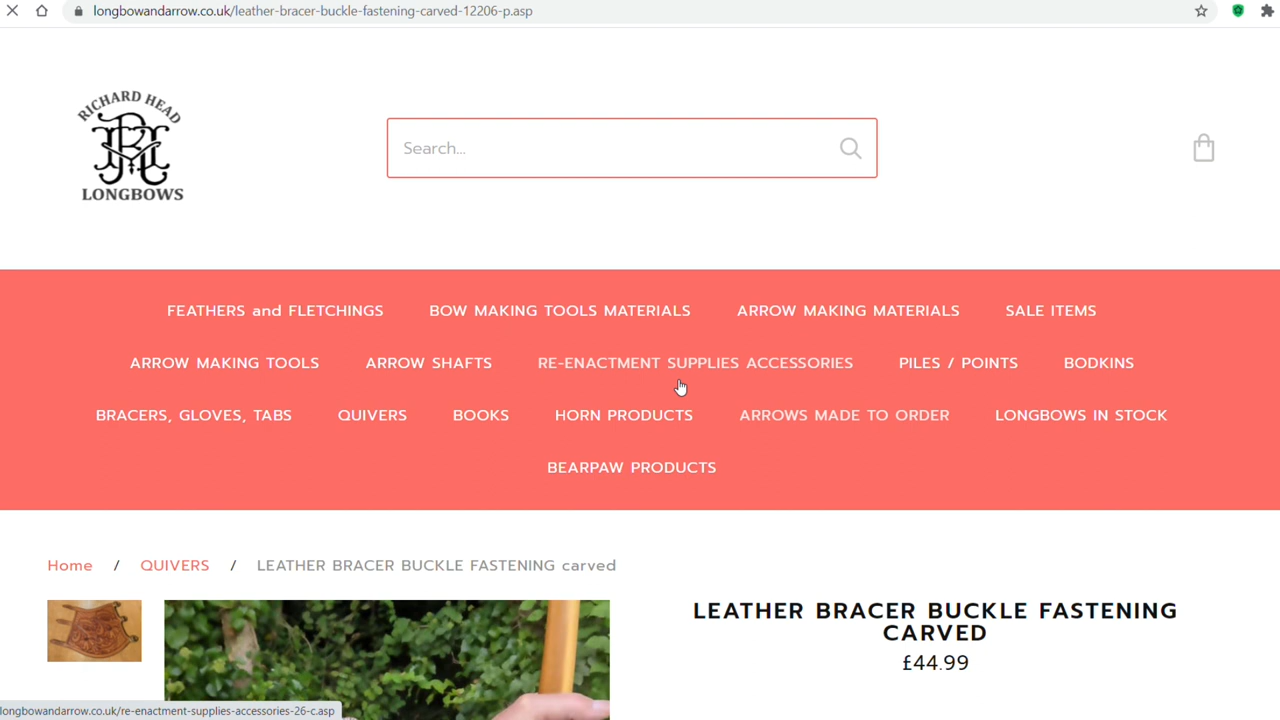 longbowandarrow.co.uk/leather-bracer-buckle-fastening-carved-12206-p.asp
RICHARD HEAD
LONGBOWS
Search...
FEATHERS and FLETCHINGS BOW MAKING TOOLS MATERIALS ARROW MAKING MATERIALS SALE ITEMS
ARROW MAKING TOOLS ARROW SHAFTS RE-ENACTMENT SUPPLIES ACCESSORIES PILES / POINTS BODKINS
BRACERS, GLOVES, TABS QUIVERS BOOKS HORN PRODUCTS ARROWS MADE TO ORDER LONGBOWS IN STOCK
BEARPAW PRODUCTS
Home / QUIVERS / LEATHER BRACER BUCKLE FASTENING carved
LEATHER BRACER BUCKLE FASTENING
CARVED
£44.99
longbowandarrow.co.uk/re-enactment-supplies-accessories-26-c.asp